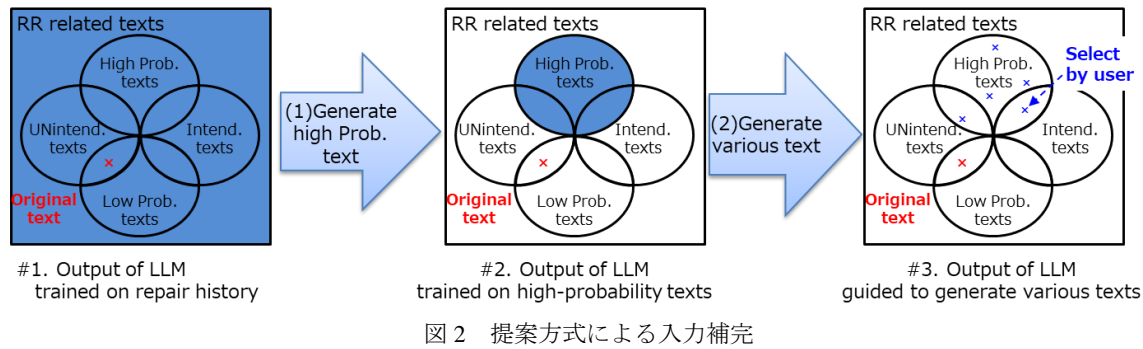 RR related texts
High Prob.
texts
UNintend.
texts
Intend.
texts
Low Prob.
texts
Original
text
(1)Generate
high Prob.
text
RR related texts
High Prob.
texts
UNintend.
texts
Intend.
texts
Low Prob.
texts
Original
text
(2)Generate
various text
RR related texts
High Prob.
texts
Select
by user
UNintend.
texts
Intend.
texts
Low Prob.
texts
Original
text
#1. Output of LLM
trained on repair history
#2. Output of LLM
trained on high-probability texts
#3. Output of LLM
guided to generate various texts
図 2 提案方式による入力補完